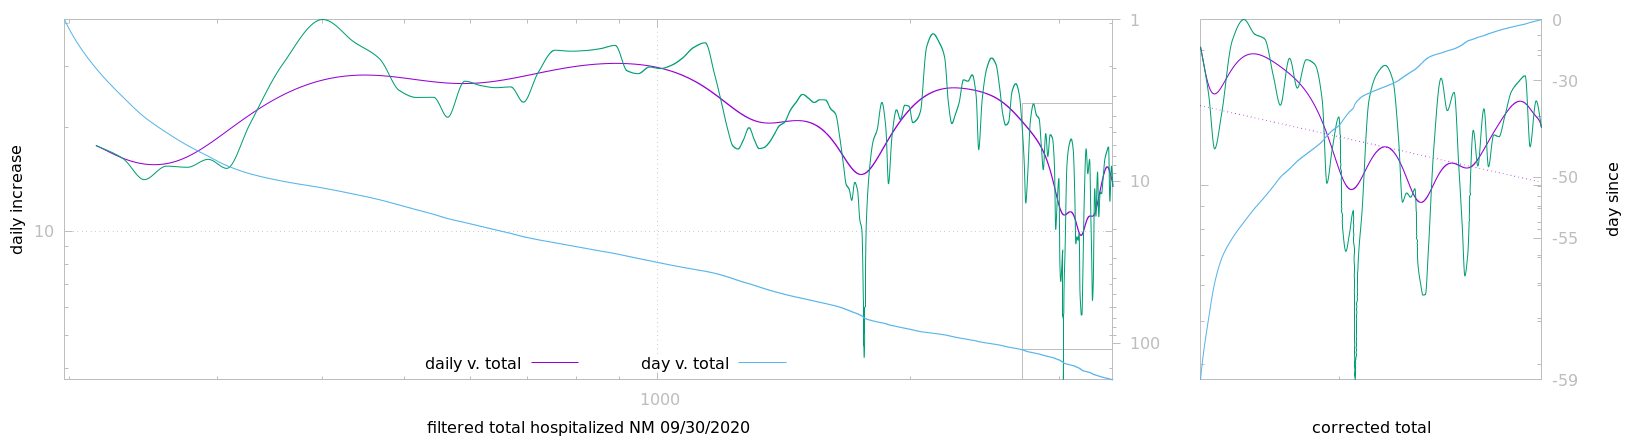 daily increase
10
1
10
100
daily v. total
day v. total
1000
filtered total hospitalized NM 09/30/2020
0
-30
-50
-55
-59
day since
corrected total